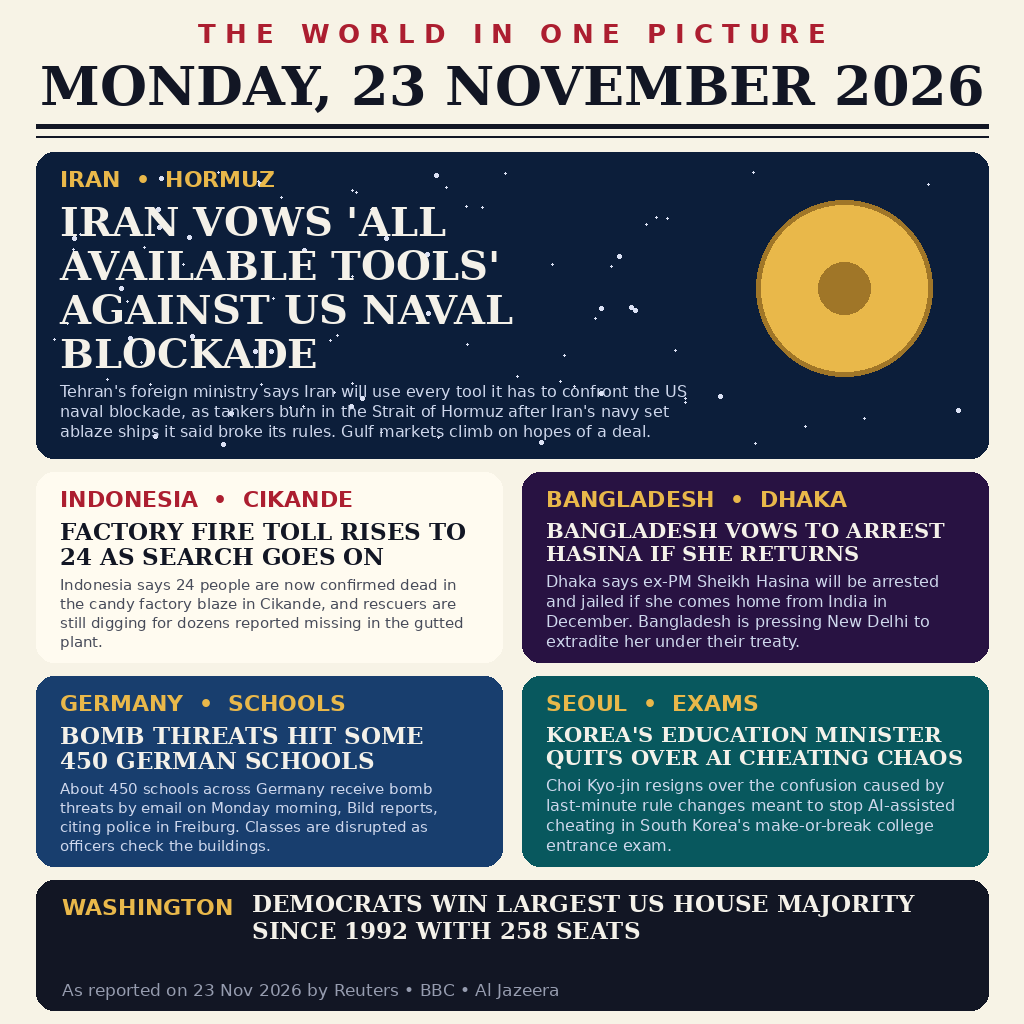 THE WORLD IN ONE PICTURE
MONDAY, 23 NOVEMBER 2026
IRAN • HORMUZ
IRAN VOWS 'ALL
AVAILABLE TOOLS'
AGAINST US NAVAL
BLOCKADE
Tehran's foreign ministry says Iran will use every tool it has to confront the US
naval blockade, as tankers burn in the Strait of Hormuz after Iran's navy set
ablaze ships it said broke its rules. Gulf markets climb on hopes of a deal.
INDONESIA • CIKANDE
FACTORY FIRE TOLL RISES TO
24 AS SEARCH GOES ON
Indonesia says 24 people are now confirmed dead in
the candy factory blaze in Cikande, and rescuers are
still digging for dozens reported missing in the gutted
plant.
BANGLADESH • DHAKA
BANGLADESH VOWS TO ARREST
HASINA IF SHE RETURNS
Dhaka says ex-PM Sheikh Hasina will be arrested
and jailed if she comes home from India in
December. Bangladesh is pressing New Delhi to
extradite her under their treaty.
GERMANY • SCHOOLS
BOMB THREATS HIT SOME
450 GERMAN SCHOOLS
About 450 schools across Germany receive bomb
threats by email on Monday morning, Bild reports,
citing police in Freiburg. Classes are disrupted as
officers check the buildings.
SEOUL • EXAMS
KOREA'S EDUCATION MINISTER
QUITS OVER AI CHEATING CHAOS
Choi Kyo-jin resigns over the confusion caused by
last-minute rule changes meant to stop AI-assisted
cheating in South Korea's make-or-break college
entrance exam.
WASHINGTON
DEMOCRATS WIN LARGEST US HOUSE MAJORITY
SINCE 1992 WITH 258 SEATS
As reported on 23 Nov 2026 by Reuters • BBC • Al Jazeera